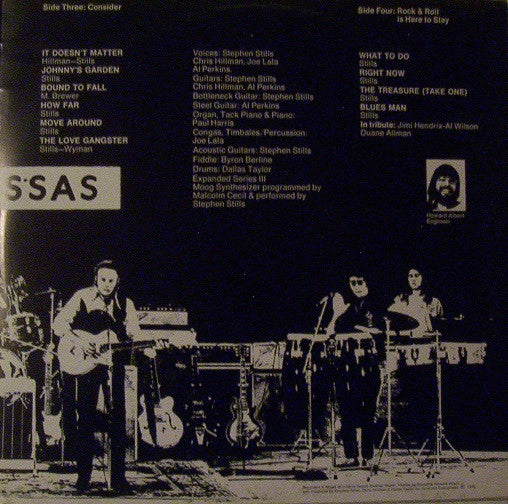 Side Three: Consider
IT DOESN'T MATTER
Hillman—Stills
JOHNNY'S GARDEN
Stills
BOUND TO FALL
M. Brewer
HOW FAR
Stills
MOVE AROUND
Stills
THE LOVE GANGSTER
Stills—Wyman
Voices: Stephen Stills
Chris Hillman, Joe Lala
Al Perkins.
Guitars: Stephen Stills
Chris Hillman, Al Perkins
Bottleneck Guitar: Stephen Stills
Steel Guitar: Al Perkins
Organ, Tack Piano & Piano:
Paul Harris
Congas, Timbales, Percussion:
Joe Lala
Acoustic Guitars: Stephen Stills
Fiddle: Byron Berline
Drums: Dallas Taylor
Expanded Series III
Moog Synthesizer programmed by
Malcolm Cecil & performed by
Stephen Stills
Side Four: Rock & Roll
is Here to Stay
WHAT TO DO
Stills
RIGHT NOW
Stills
THE TREASURE (TAKE ONE)
Stills
BLUES MAN
Stills
In tribute: Jimi Hendrix-Al Wilson
Duane Allman
Howard Albert
Engineer
SSAS